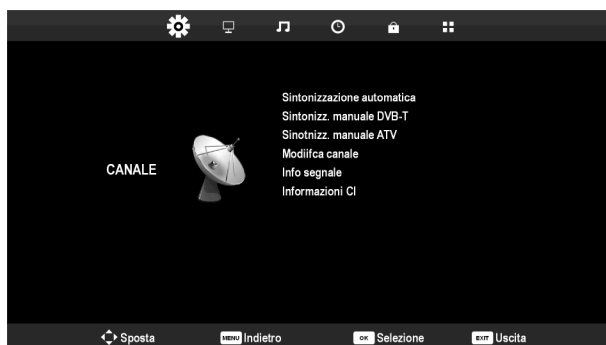 Sintonizzazione automatica
Sintonizz. manuale DVB-T
Sinotnizz. manuale ATV
Modiifca canale
Info segnale
Informazioni CI
CANALE
Sposta MENU Indietro OK Selezione EXIT Uscita